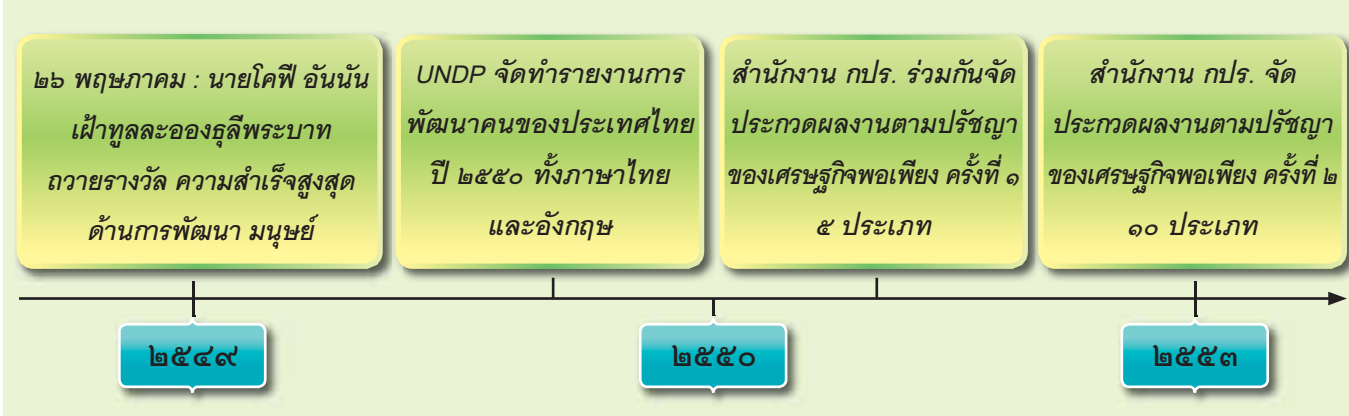 ๒๖ พฤษภาคม : นายโคฟี อันนัน
เฝ้าทูลละอองธุลีพระบาท
ถวายรางวัล ความสำเร็จสูงสุด
ด้านการพัฒนา มนุษย์
UNDP จัดทำรายงานการ
พัฒนาคนของประเทศไทย
ปี ๒๕๕๐ ทั้งภาษาไทย
และอังกฤษ
สำนักงาน กปร. ร่วมกันจัด
ประกวดผลงานตามปรัชญา
ของเศรษฐกิจพอเพียง ครั้งที่ ๑
๕ ประเภท
สำนักงาน กปร. จัด
ประกวดผลงานตามปรัชญา
ของเศรษฐกิจพอเพียง ครั้งที่ ๒
๑๐ ประเภท
๒๕๔๙
๒๕๕๐
๒๕๕๓